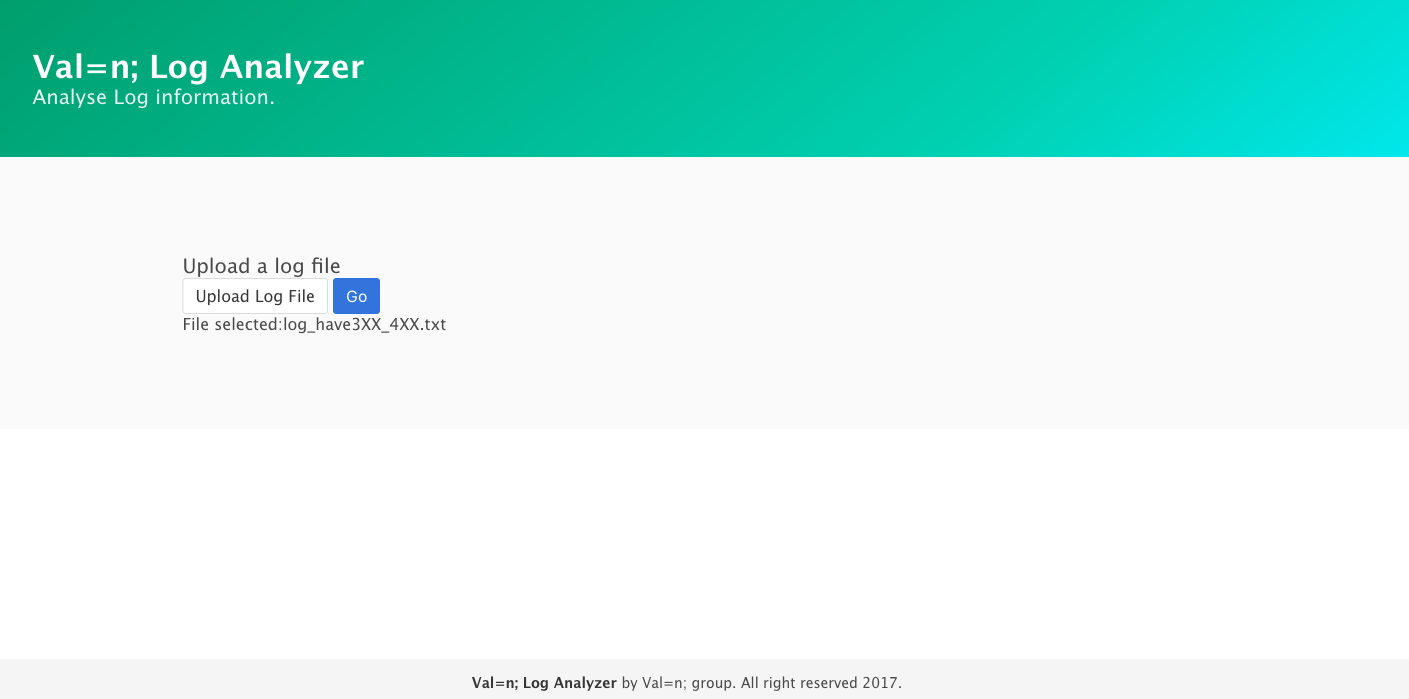 Val=n; Log Analyzer
Analyse Log information.
Upload a log file
Upload Log File Go
File selected:log_have3XX_4XX.txt
Val=n; Log Analyzer by Val=n; group. All right reserved 2017.